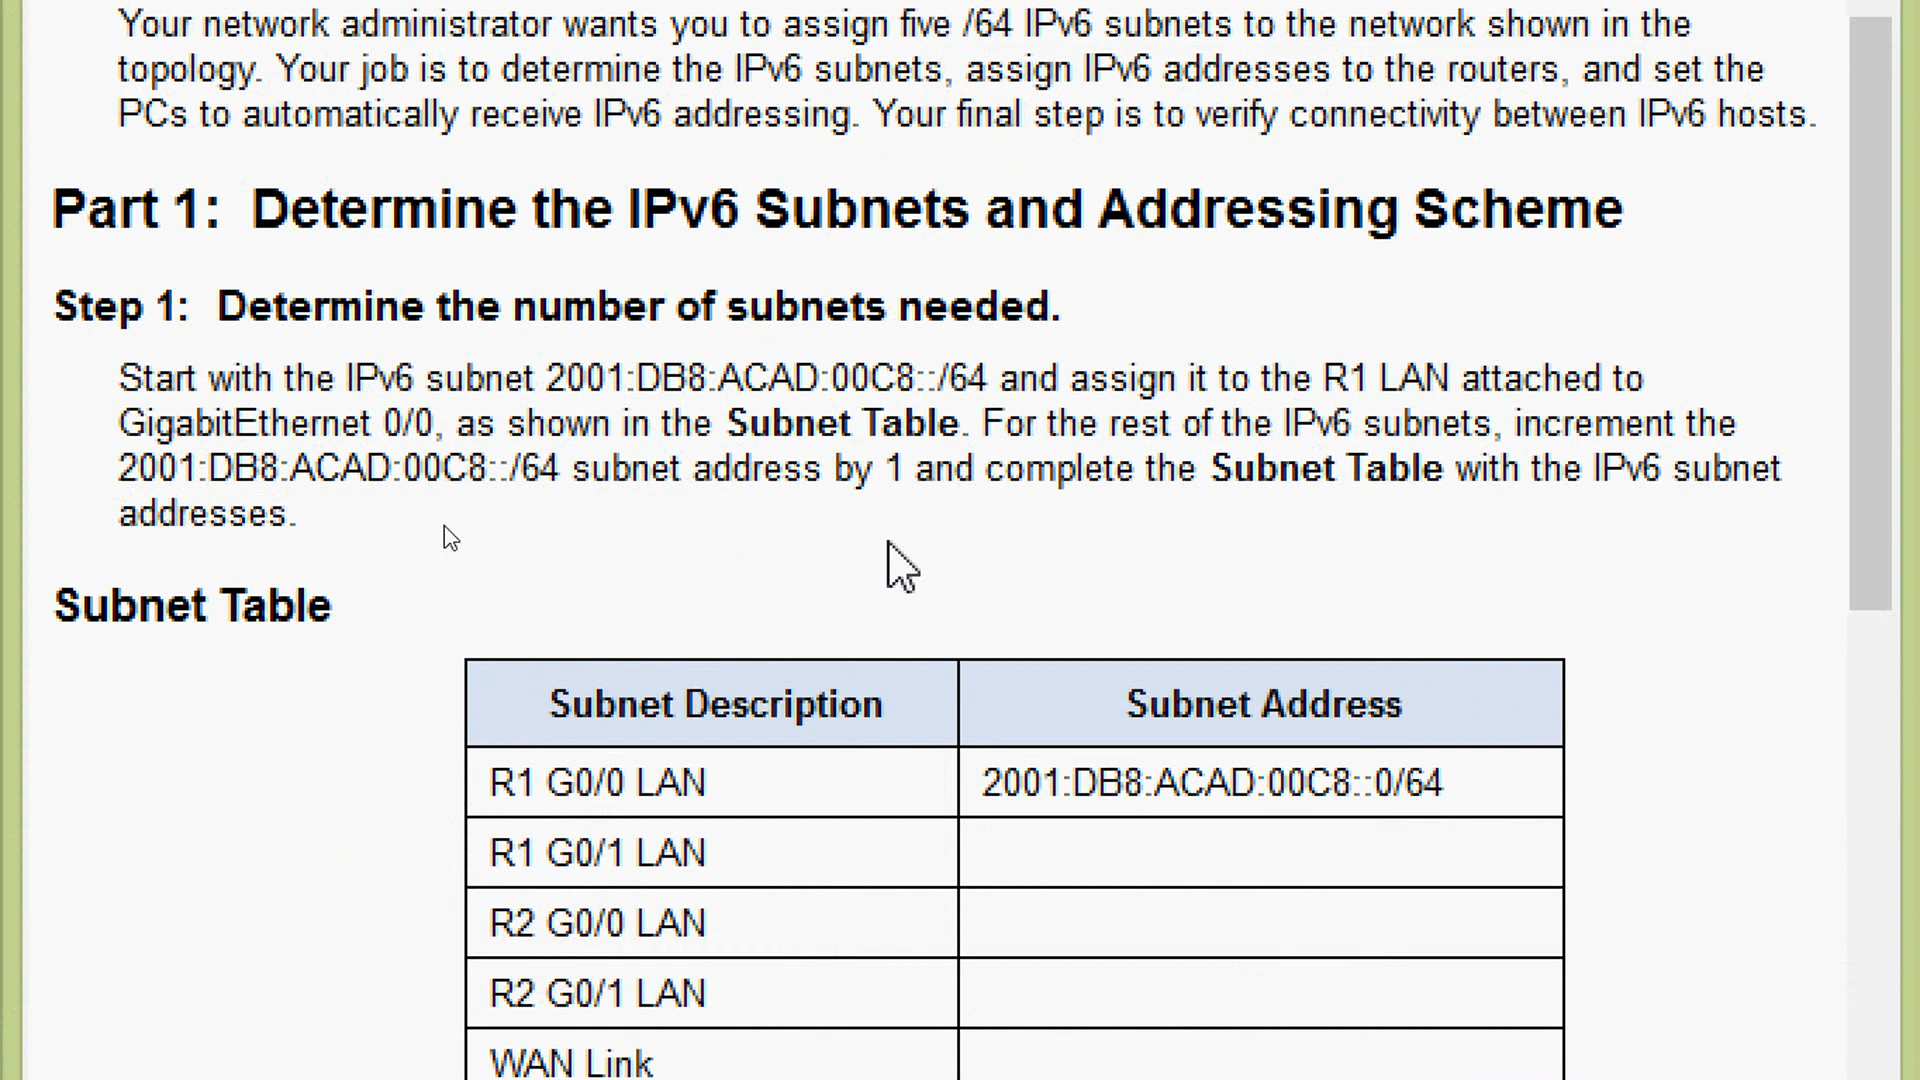 Your network administrator wants you to assign five /64 IPv6 subnets to the network shown in the
topology. Your job is to determine the IPv6 subnets, assign IPv6 addresses to the routers, and set the
PCs to automatically receive IPv6 addressing. Your final step is to verify connectivity between IPv6 hosts.
Part 1: Determine the IPv6 Subnets and Addressing Scheme
Step 1: Determine the number of subnets needed.
Start with the IPv6 subnet 2001:DB8:ACAD:00C8::/64 and assign it to the R1 LAN attached to
GigabitEthernet 0/0, as shown in the Subnet Table. For the rest of the IPv6 subnets, increment the
2001:DB8:ACAD:00C8::/64 subnet address by 1 and complete the Subnet Table with the IPv6 subnet
addresses.
Subnet Table
Subnet Description Subnet Address
R1 G0/0 LAN 2001:DB8:ACAD:00C8::0/64
R1 G0/1 LAN
R2 G0/0 LAN
R2 G0/1 LAN
WAN Link